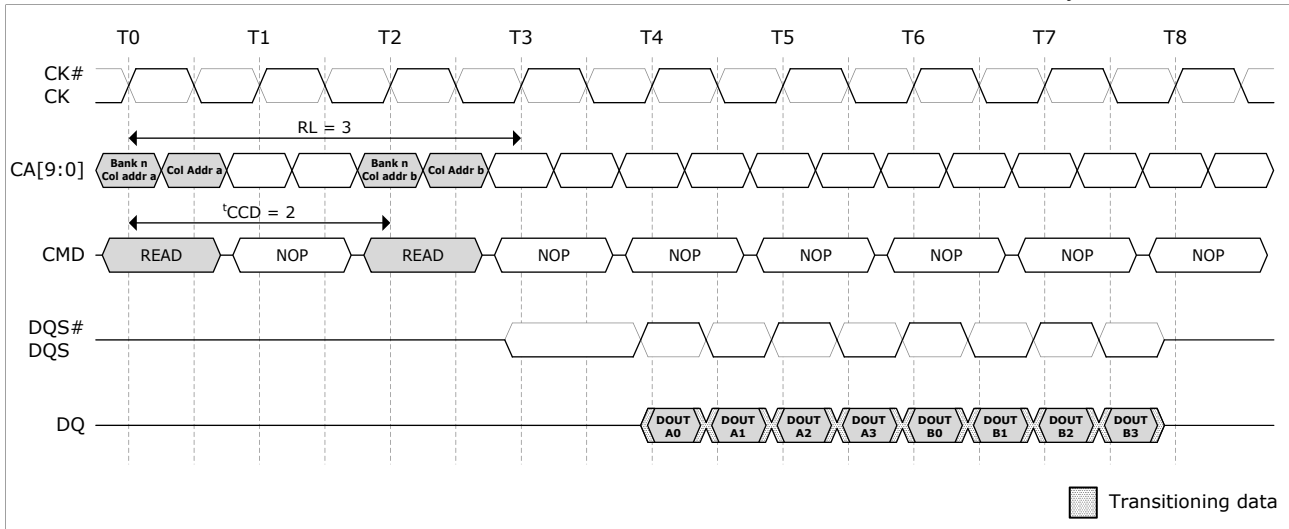 T0 T1 T2 T3 T4 T5 T6 T7 T8
CK#
CK
RL = 3
CA[9:0]
Bank n
Col addr a
Col Addr a
Bank n
Col addr b
Col Addr b
tCCD = 2
CMD READ NOP READ NOP NOP NOP NOP NOP NOP
DQS#
DQS
DQ
DOUT A0
DOUT A1
DOUT A2
DOUT A3
DOUT B0
DOUT B1
DOUT B2
DOUT B3
Transitioning data